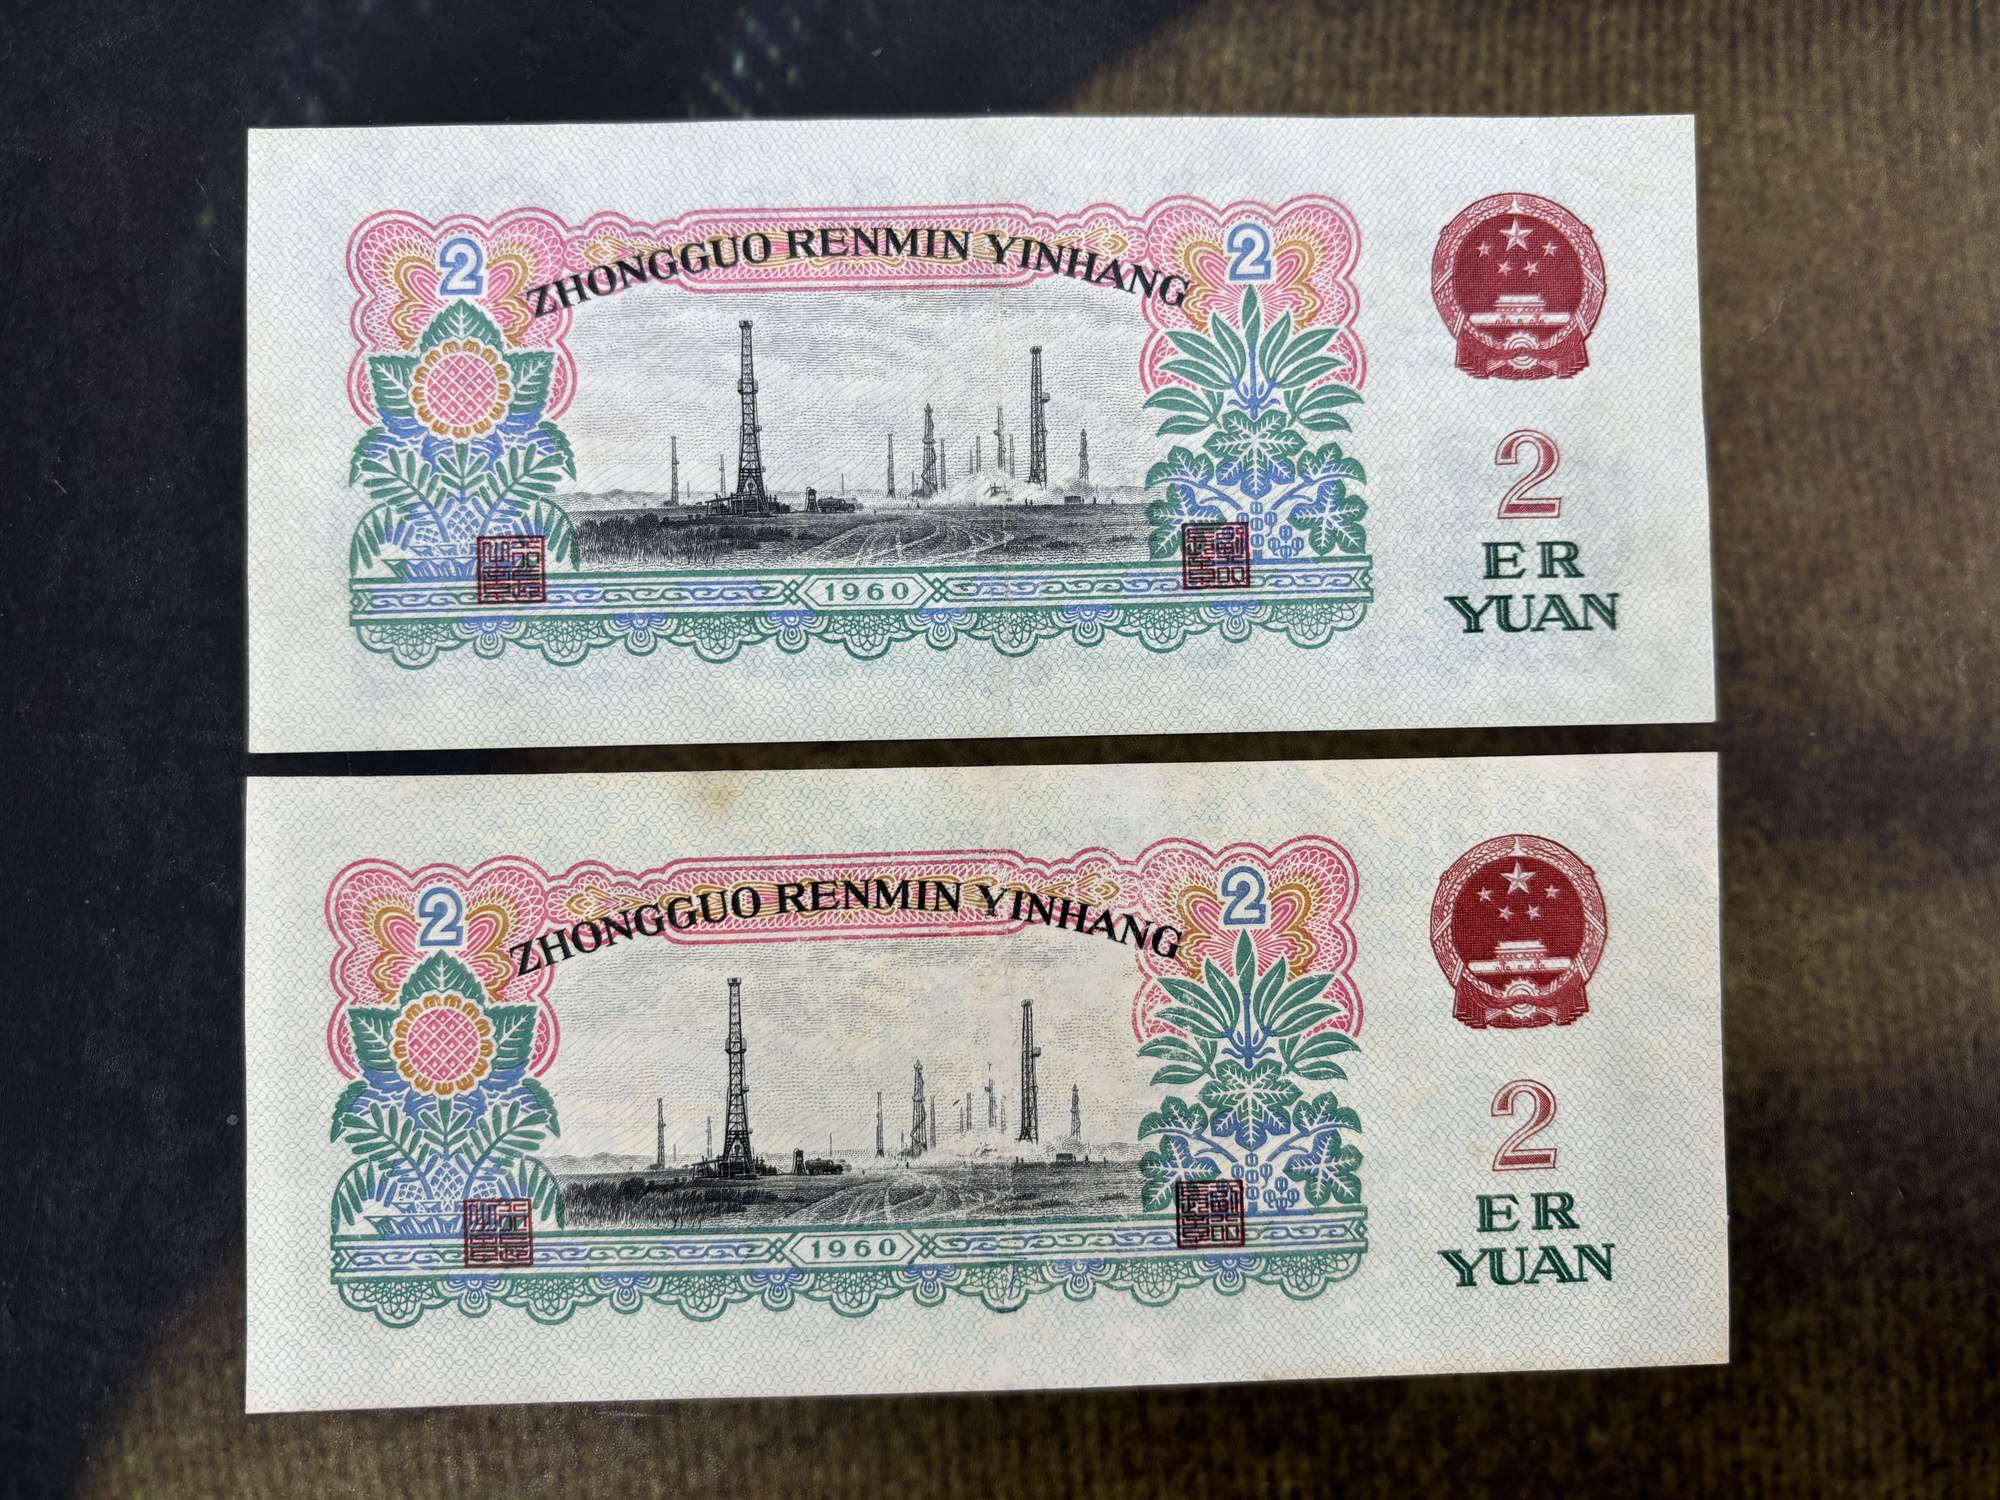 2 ZHONGGUO RENMIN YINHANG 2
2
ER
YUAN
1960
2 ZHONGGUO RENMIN YINHANG 2
2
ER
YUAN
1960